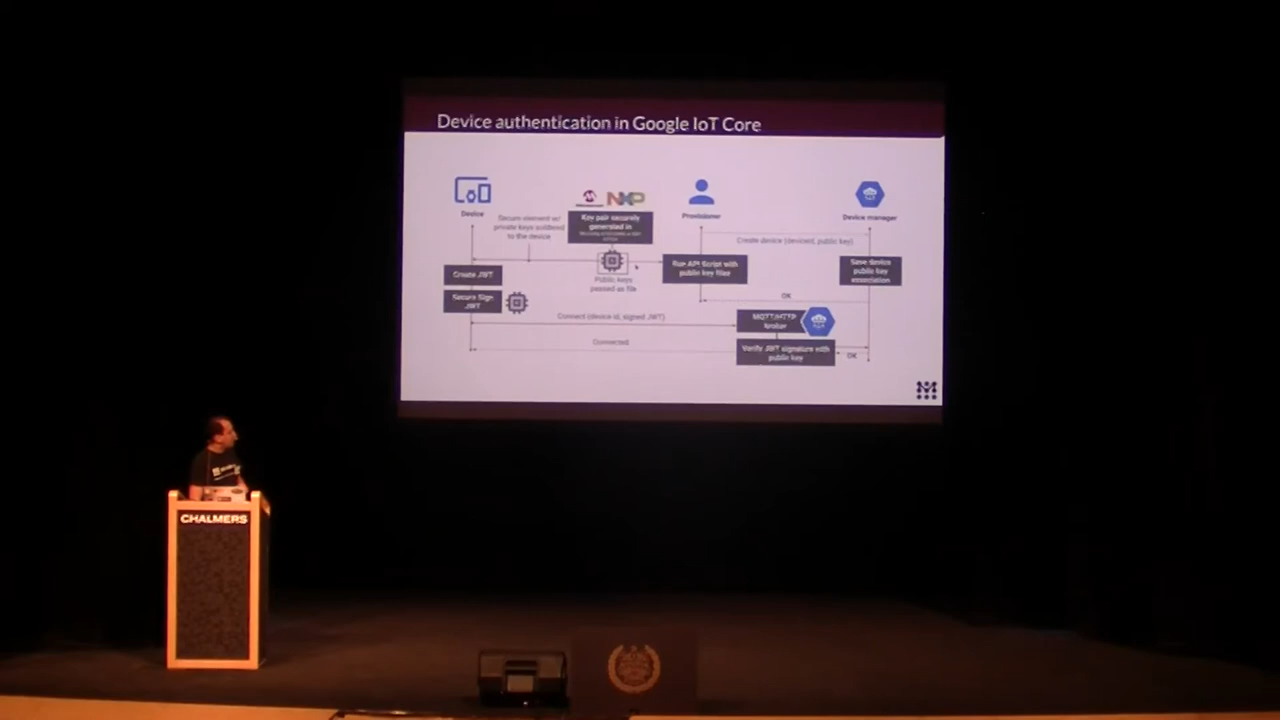 Device authentication in Google IoT Core
Device
Secure element w/
private keys soldered
to the device
NXP
Key pair securely
generated in
Provisioner
Device manager
Create device (deviceid, public key)
Create JWT
Public keys
passed as file
Run API Script with
public key files
Save device
public key
association
Secure Sign
JWT
OK
Connect (device id, signed JWT)
MQTT/HTTP
broker
Connected
Verify JWT signature with
public key
OK
CHALMERS